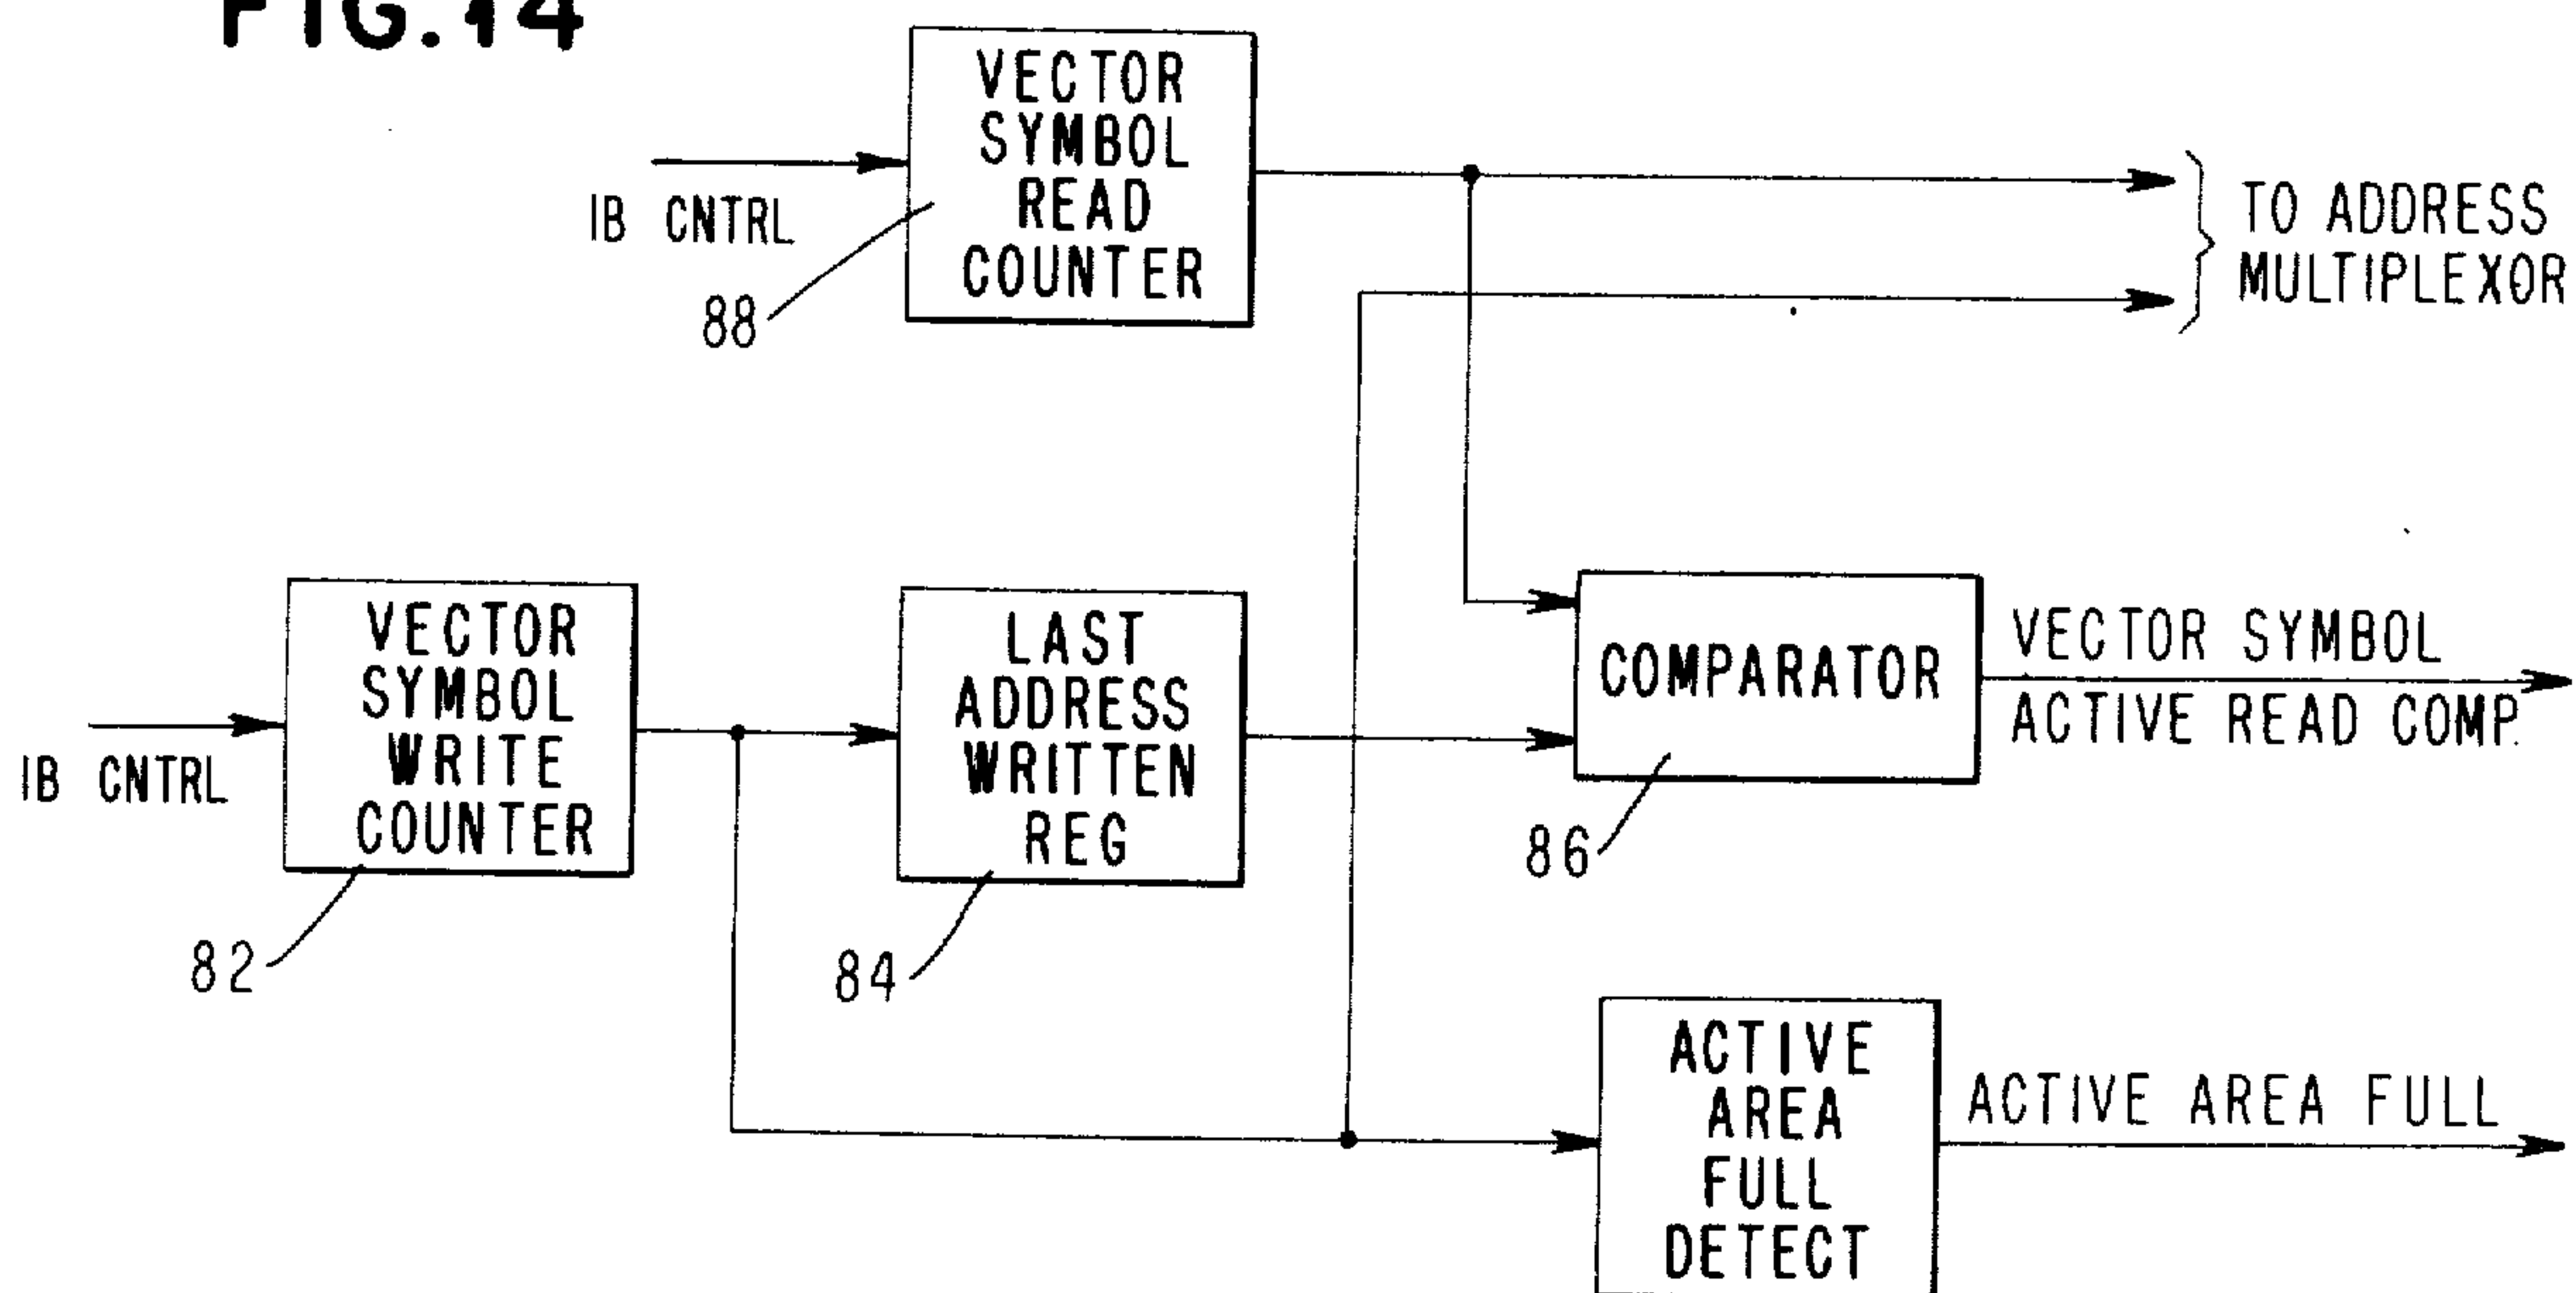 FIG.14
VECTOR
SYMBOL
READ
COUNTER
IB CNTRL
88
TO ADDRESS
MULTIPLEXOR
VECTOR
SYMBOL
WRITE
COUNTER
IB CNTRL
82
LAST
ADDRESS
WRITTEN
REG
84
COMPARATOR
86
VECTOR SYMBOL
ACTIVE READ COMP.
ACTIVE
AREA
FULL
DETECT
ACTIVE AREA FULL